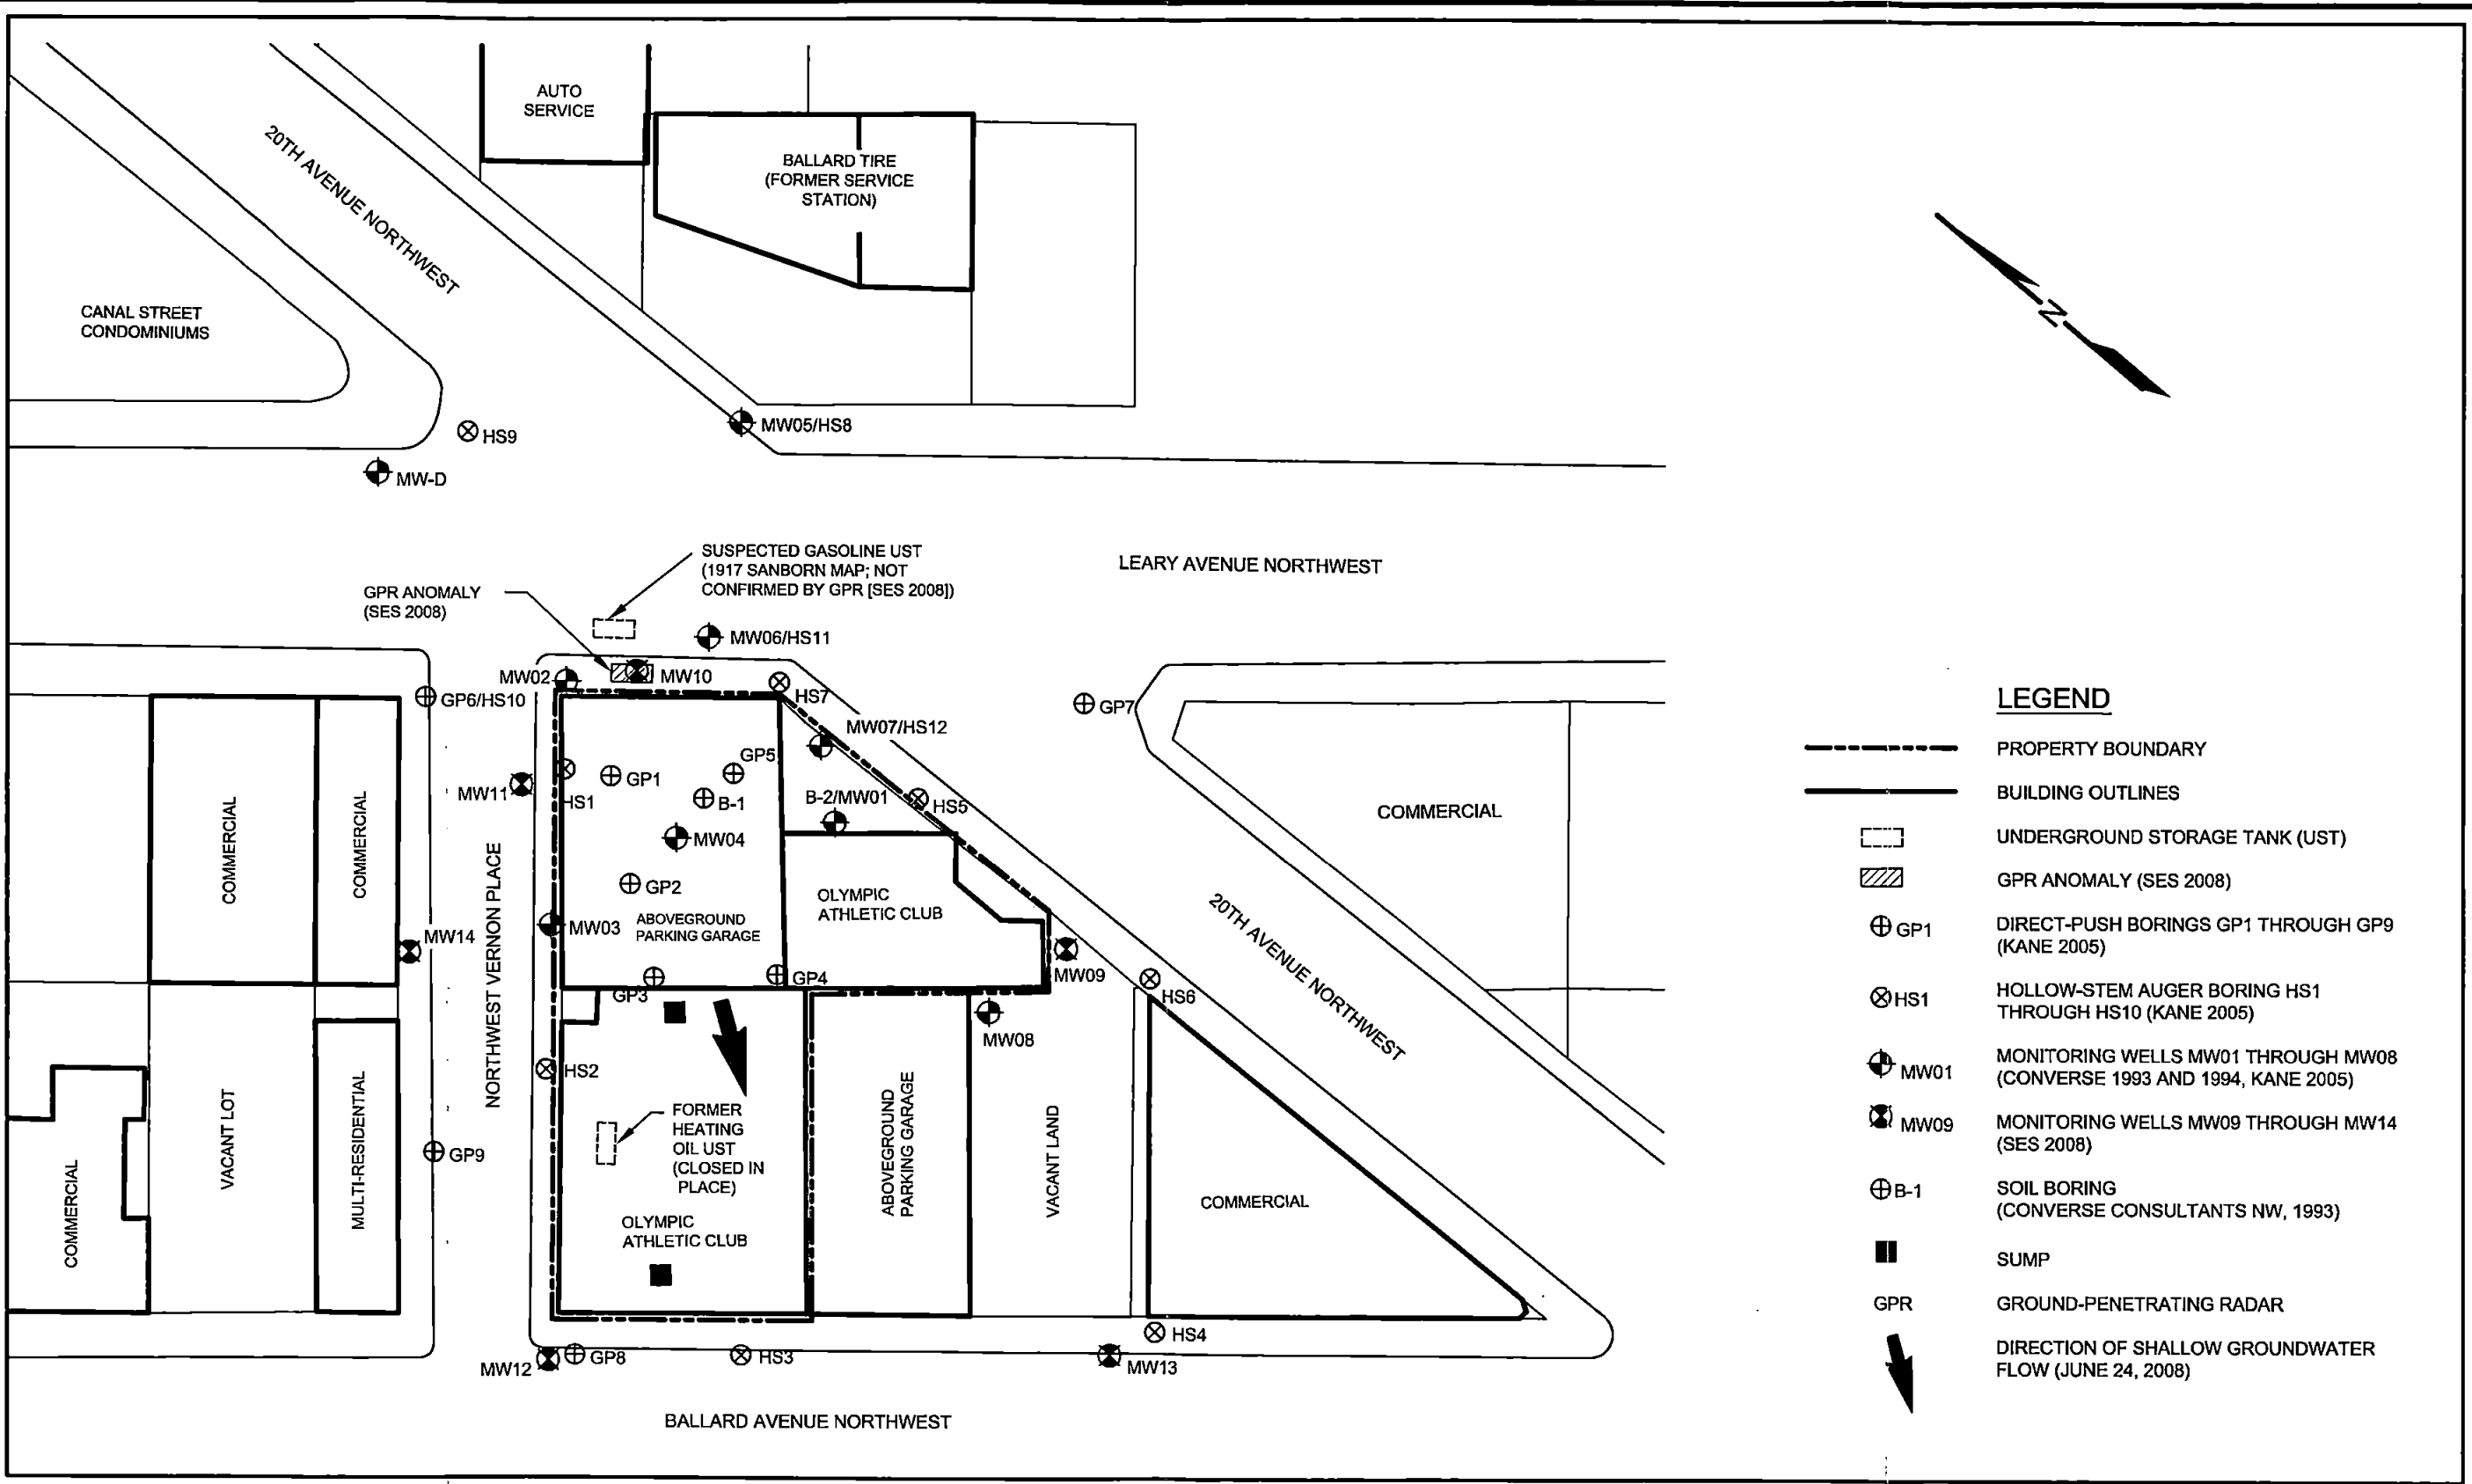 AUTO
SERVICE
20TH AVENUE NORTHWEST
BALLARD TIRE
(FORMER SERVICE
STATION)
CANAL STREET
CONDOMINIUMS
N
MW05/HS8
HS9
MW-D
SUSPECTED GASOLINE UST
(1917 SANBORN MAP; NOT
CONFIRMED BY GPR [SES 2008])
LEARY AVENUE NORTHWEST
GPR ANOMALY
(SES 2008)
MW06/HS11
MW02
MW10
GP6/HS10
HS7
GP7
MW07/HS12
GP5
GP1
MW11
HS1
B-1
B-2/MW01
HS5
COMMERCIAL
COMMERCIAL
COMMERCIAL
MW04
GP2
OLYMPIC
ATHLETIC CLUB
ABOVEGROUND
PARKING GARAGE
MW03
MW14
NORTHWEST VERNON PLACE
20TH AVENUE NORTHWEST
MW09
GP4
GP3
HS6
MW08
HS2
FORMER
HEATING
OIL UST
(CLOSED IN
PLACE)
ABOVEGROUND
PARKING GARAGE
VACANT LAND
GP9
VACANT LOT
MULTI-RESIDENTIAL
COMMERCIAL
COMMERCIAL
OLYMPIC
ATHLETIC CLUB
HS4
MW12
GP8
HS3
MW13
BALLARD AVENUE NORTHWEST
LEGEND
PROPERTY BOUNDARY
BUILDING OUTLINES
UNDERGROUND STORAGE TANK (UST)
GPR ANOMALY (SES 2008)
GP1 DIRECT-PUSH BORINGS GP1 THROUGH GP9
(KANE 2005)
HS1 HOLLOW-STEM AUGER BORING HS1
THROUGH HS10 (KANE 2005)
MW01 MONITORING WELLS MW01 THROUGH MW08
(CONVERSE 1993 AND 1994, KANE 2005)
MW09 MONITORING WELLS MW09 THROUGH MW14
(SES 2008)
B-1 SOIL BORING
(CONVERSE CONSULTANTS NW, 1993)
SUMP
GPR GROUND-PENETRATING RADAR
DIRECTION OF SHALLOW GROUNDWATER
FLOW (JUNE 24, 2008)